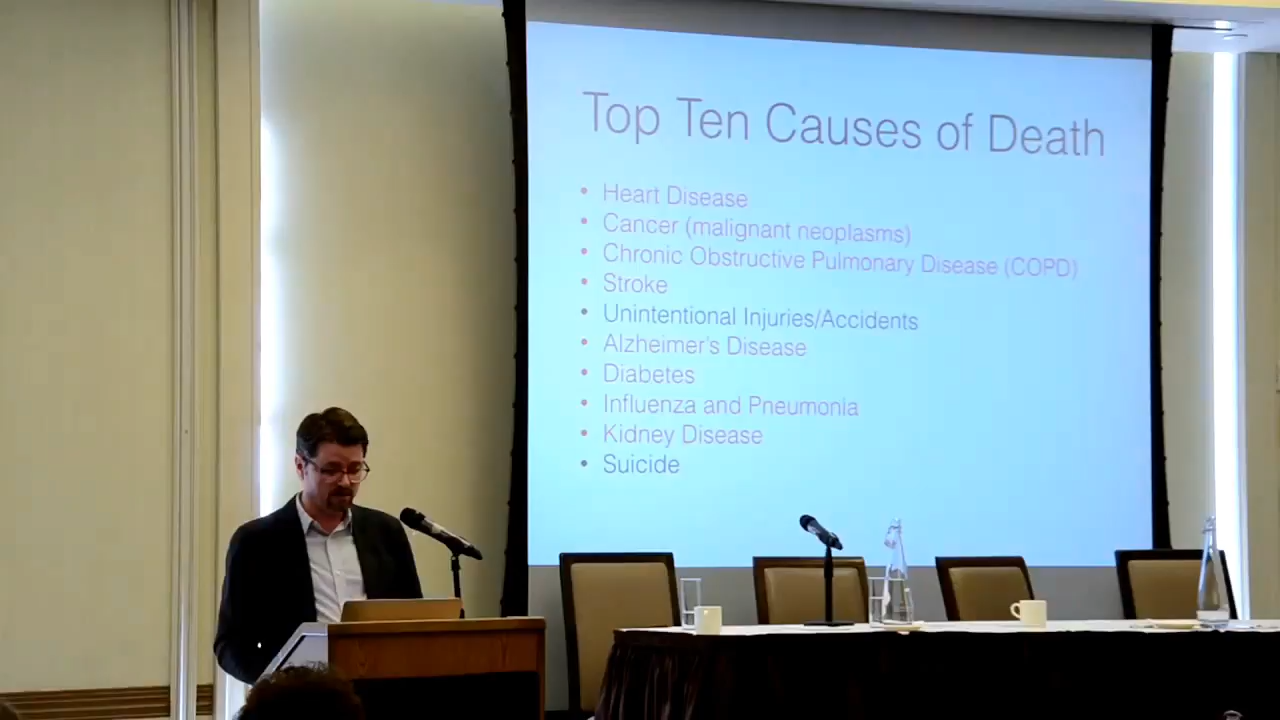 Top Ten Causes of Death
• Heart Disease
• Cancer (malignant neoplasms)
• Chronic Obstructive Pulmonary Disease (COPD)
• Stroke
• Unintentional Injuries/Accidents
• Alzheimer's Disease
• Diabetes
• Influenza and Pneumonia
• Kidney Disease
• Suicide